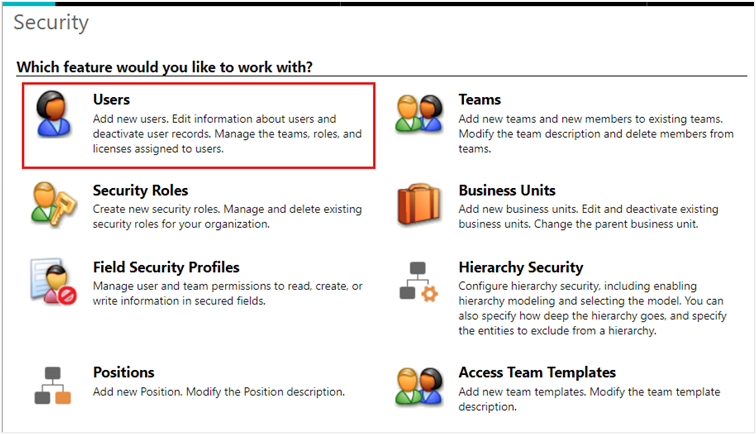 Security
Which feature would you like to work with?
Users
Add new users. Edit information about users and
deactivate user records. Manage the teams, roles, and
licenses assigned to users.
Teams
Add new teams and new members to existing teams.
Modify the team description and delete members from
teams.
Security Roles
Create new security roles. Manage and delete existing
security roles for your organization.
Business Units
Add new business units. Edit and deactivate existing
business units. Change the parent business unit.
Field Security Profiles
Manage user and team permissions to read, create, or
write information in secured fields.
Hierarchy Security
Configure hierarchy security, including enabling
hierarchy modeling and selecting the model. You can
also specify how deep the hierarchy goes, and specify
the entities to exclude from a hierarchy.
Positions
Add new Position. Modify the Position description.
Access Team Templates
Add new team templates. Modify the team template
description.